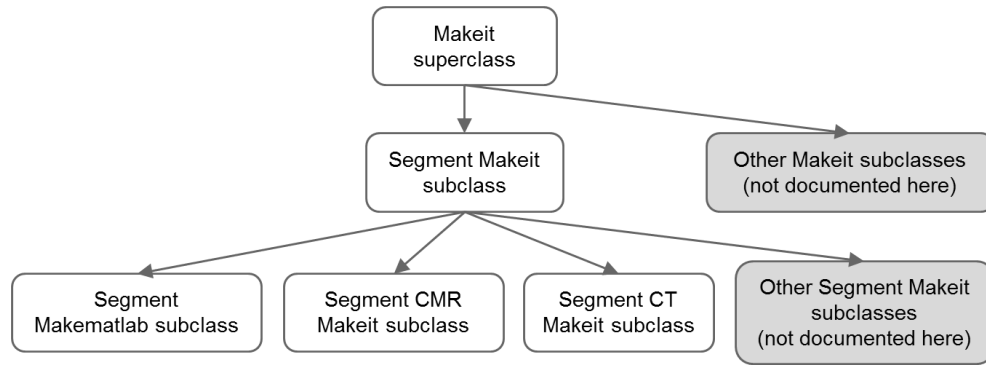 Makeit
superclass
Segment Makeit
subclass
Other Makeit subclasses
(not documented here)
Segment
Makematlab subclass
Segment CMR
Makeit subclass
Segment CT
Makeit subclass
Other Segment Makeit
subclasses
(not documented here)